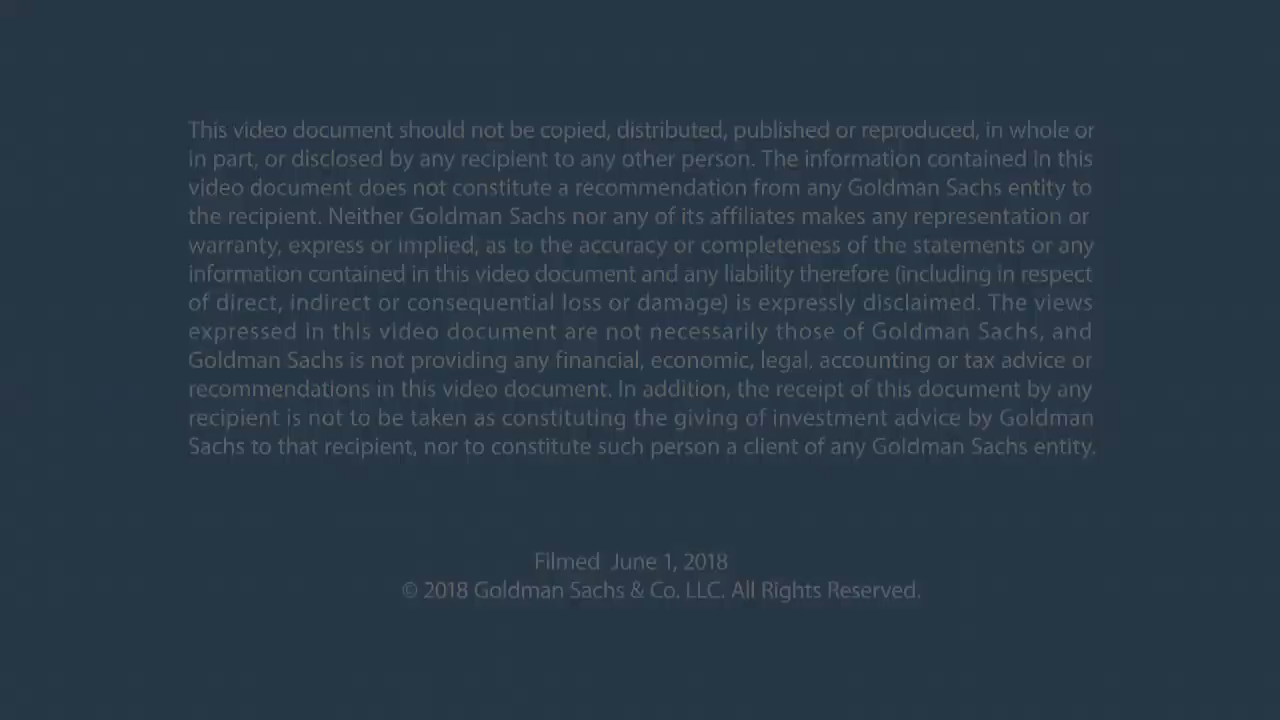 This video document should not be copied, distributed, published or reproduced, in whole or
in part, or disclosed by any recipient to any other person. The information contained in this
video document does not constitute a recommendation from any Goldman Sachs entity to
the recipient. Neither Goldman Sachs nor any of its affiliates makes any representation or
warranty, express or implied, as to the accuracy or completeness of the statements or any
information contained in this video document and any liability therefore (including in respect
of direct, indirect or consequential loss or damage) is expressly disclaimed. The views
expressed in this video document are not necessarily those of Goldman Sachs, and
Goldman Sachs is not providing any financial, economic, legal, accounting or tax advice or
recommendations in this video document. In addition, the receipt of this document by any
recipient is not to be taken as constituting the giving of investment advice by Goldman
Sachs to that recipient, nor to constitute such person a client of any Goldman Sachs entity.
Filmed June 1, 2018
© 2018 Goldman Sachs & Co. LLC. All Rights Reserved.